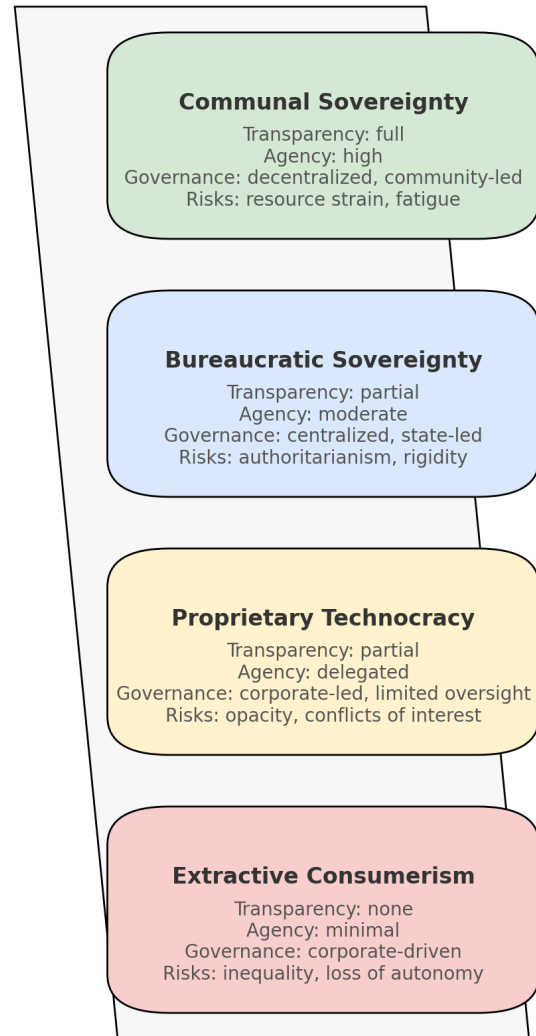 Communal Sovereignty
Transparency: full
Agency: high
Governance: decentralized, community-led
Risks: resource strain, fatigue
Bureaucratic Sovereignty
Transparency: partial
Agency: moderate
Governance: centralized, state-led
Risks: authoritarianism, rigidity
Proprietary Technocracy
Transparency: partial
Agency: delegated
Governance: corporate-led, limited oversight
Risks: opacity, conflicts of interest
Extractive Consumerism
Transparency: none
Agency: minimal
Governance: corporate-driven
Risks: inequality, loss of autonomy